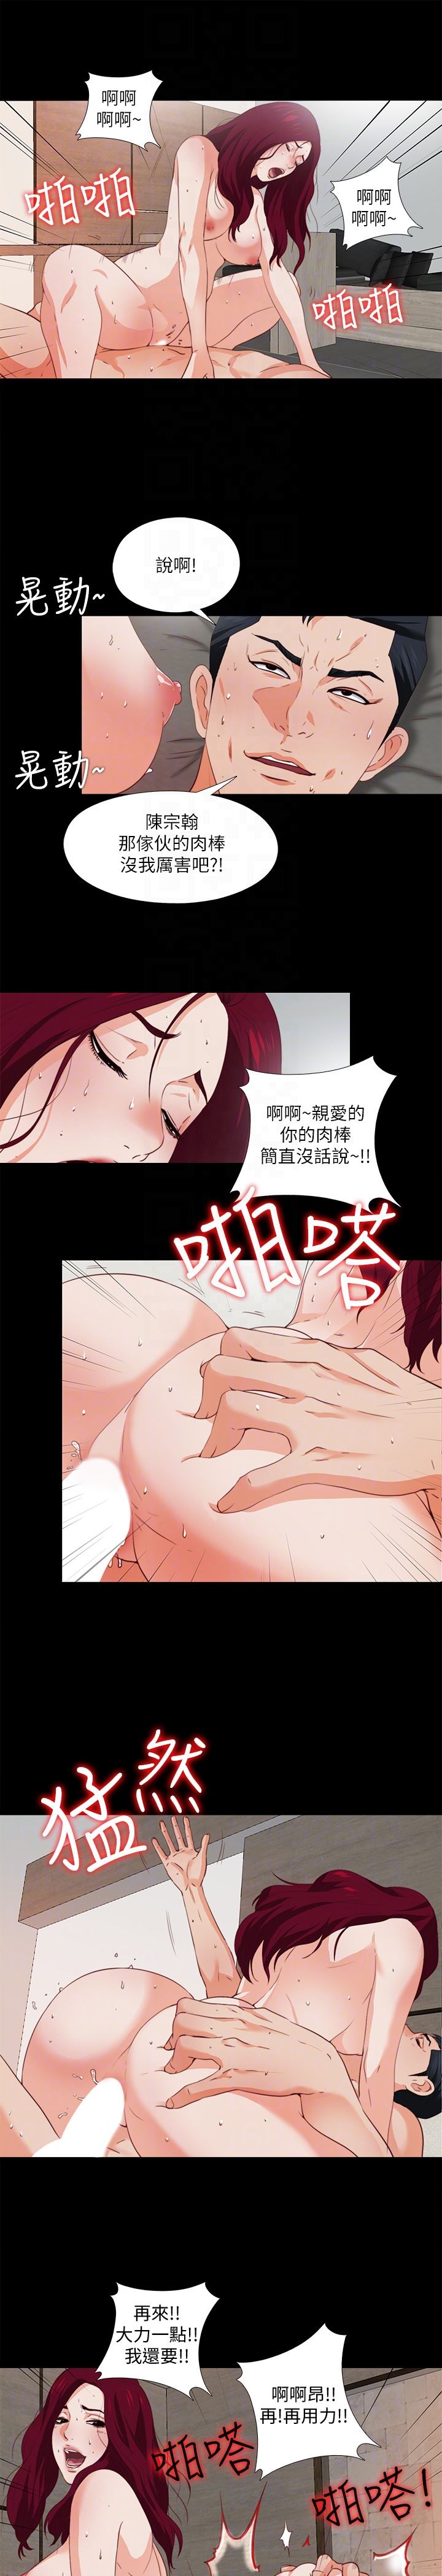 啊啊
啊啊~
啪啪
啊啊
啊啊~
啪啪
說啊!
晃動~
晃動~
陳宗翰
那傢伙的肉棒
沒我厲害吧?!
啊啊~親愛的
你的肉棒
簡直沒話說~!!
啪嗒
猛然
再來!!
大力一點!!
我還要!!
啊啊昂!!
再!再用力!!
啪嗒
啪嗒!